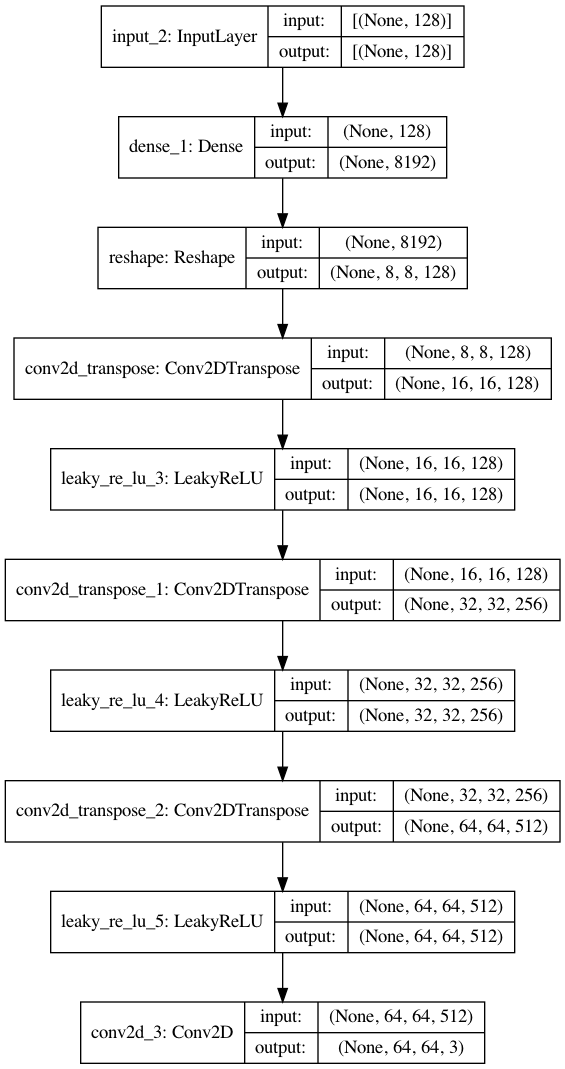 input_2: InputLayer
input: [(None, 128)]
output: [(None, 128)]
dense_1: Dense
input: (None, 128)
output: (None, 8192)
reshape: Reshape
input: (None, 8192)
output: (None, 8, 8, 128)
conv2d_transpose: Conv2DTranspose
input: (None, 8, 8, 128)
output: (None, 16, 16, 128)
leaky_re_lu_3: LeakyReLU
input: (None, 16, 16, 128)
output: (None, 16, 16, 128)
conv2d_transpose_1: Conv2DTranspose
input: (None, 16, 16, 128)
output: (None, 32, 32, 256)
leaky_re_lu_4: LeakyReLU
input: (None, 32, 32, 256)
output: (None, 32, 32, 256)
conv2d_transpose_2: Conv2DTranspose
input: (None, 32, 32, 256)
output: (None, 64, 64, 512)
leaky_re_lu_5: LeakyReLU
input: (None, 64, 64, 512)
output: (None, 64, 64, 512)
conv2d_3: Conv2D
input: (None, 64, 64, 512)
output: (None, 64, 64, 3)